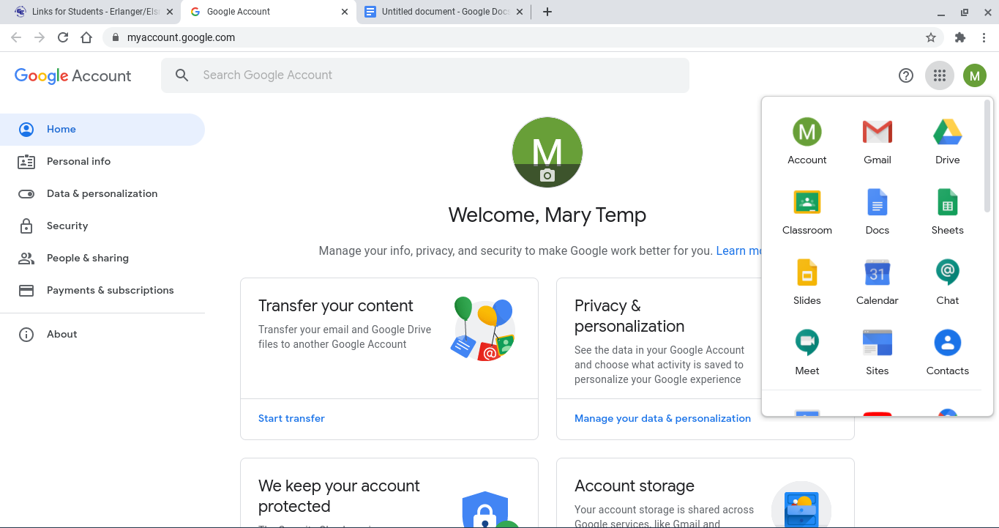 Links for Students - Erlanger/Els
Google Account
Untitled document - Google Docs
myaccount.google.com
Google Account
Search Google Account
M
Home
Personal info
Data & personalization
Security
People & sharing
Payments & subscriptions
About
M
Welcome, Mary Temp
Manage your info, privacy, and security to make Google work better for you. Learn mo
Transfer your content
Transfer your email and Google Drive
files to another Google Account
Start transfer
Privacy &
personalization
See the data in your Google Account
and choose what activity is saved to
personalize your Google experience
Manage your data & personalization
We keep your account
protected
Account storage
Your account storage is shared across
Google services, like Gmail and
M
Account
Gmail
Drive
Classroom
Docs
Sheets
Slides
31
Calendar
@
Chat
Meet
Sites
Contacts